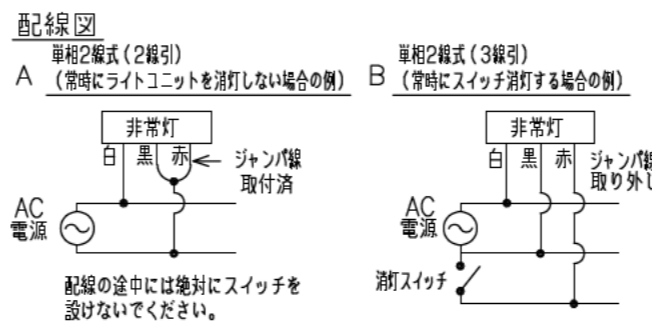 配線図
A 単相2線式(2線引)
(常時にライトユニットを消灯しない場合の例)
非常灯
白 黒 赤
ジャンパ線
取付済
AC
電源
配線の途中には絶対にスイッチを
設けないでください。
B 単相2線式(3線引)
(常時にスイッチ消灯する場合の例)
非常灯
白 黒 赤
ジャンパ線
取り外し
AC
電源
消灯スイッチ